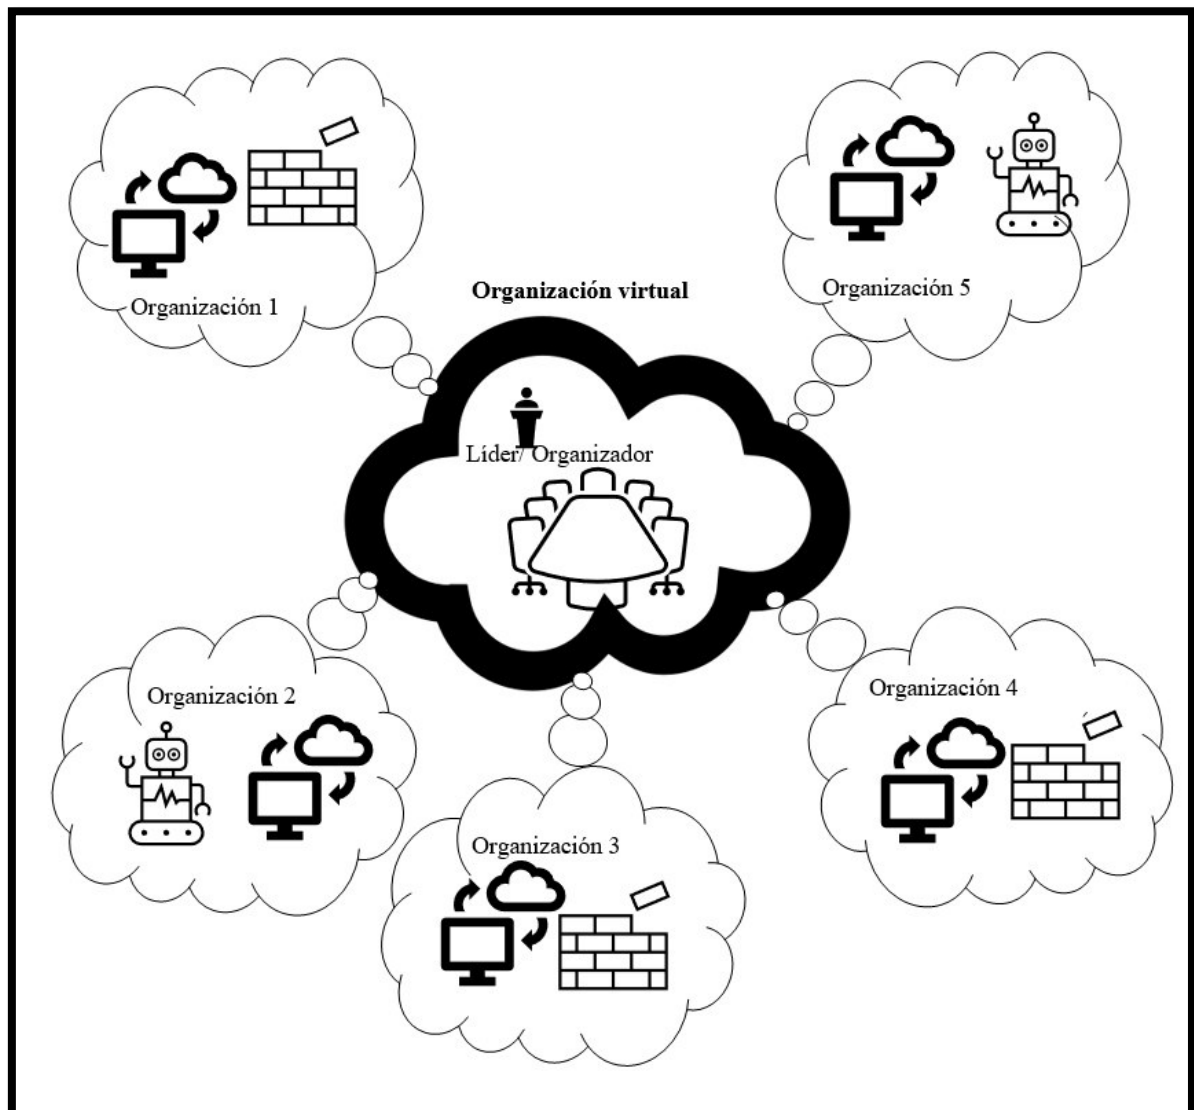 Organización 1
Organización 5
Organización virtual
Líder/ Organizador
Organización 2
Organización 4
Organización 3